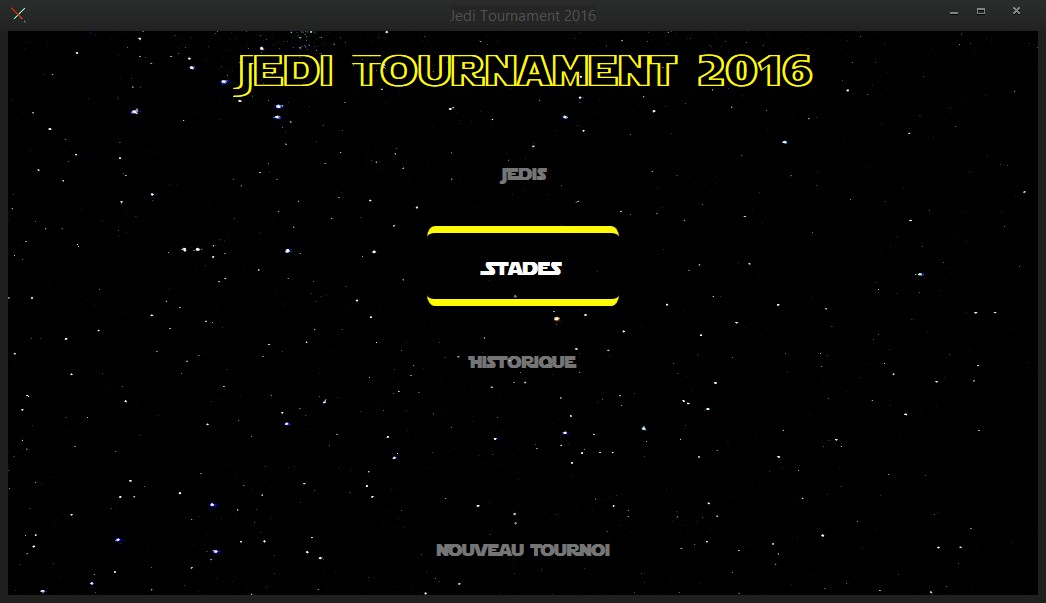 Jedi Tournament 2016
JEDI TOURNAMENT 2016
JEDIS
STADES
HISTORIQUE
NOUVEAU TOURNOI